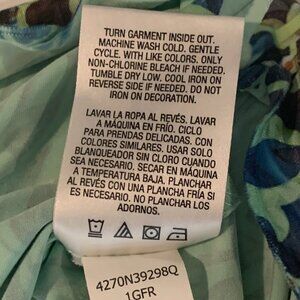 TURN GARMENT INSIDE OUT.
MACHINE WASH COLD. GENTLE
CYCLE. WITH LIKE COLORS. ONLY
NON-CHLORINE BLEACH IF NEEDED.
TUMBLE DRY LOW. COOL IRON ON
REVERSE SIDE IF NEEDED. DO NOT
IRON ON DECORATION.
LAVAR LA ROPA AL REVÉS. LAVAR
A MÁQUINA EN FRÍO. CICLO
PARA PRENDAS DELICADAS. CON
COLORES SIMILARES. USAR SOLO
BLANQUEADOR SIN CLORO CUANDO
SEA NECESARIO. SECAR EN MÁQUINA
A TEMPERATURA BAJA. PLANCHAR
AL REVÉS CON UNA PLANCHA FRÍA SI
ES NECESARIO. NO PLANCHAR SOBRE
LOS ADORNOS.
4270N39298Q
1GFR